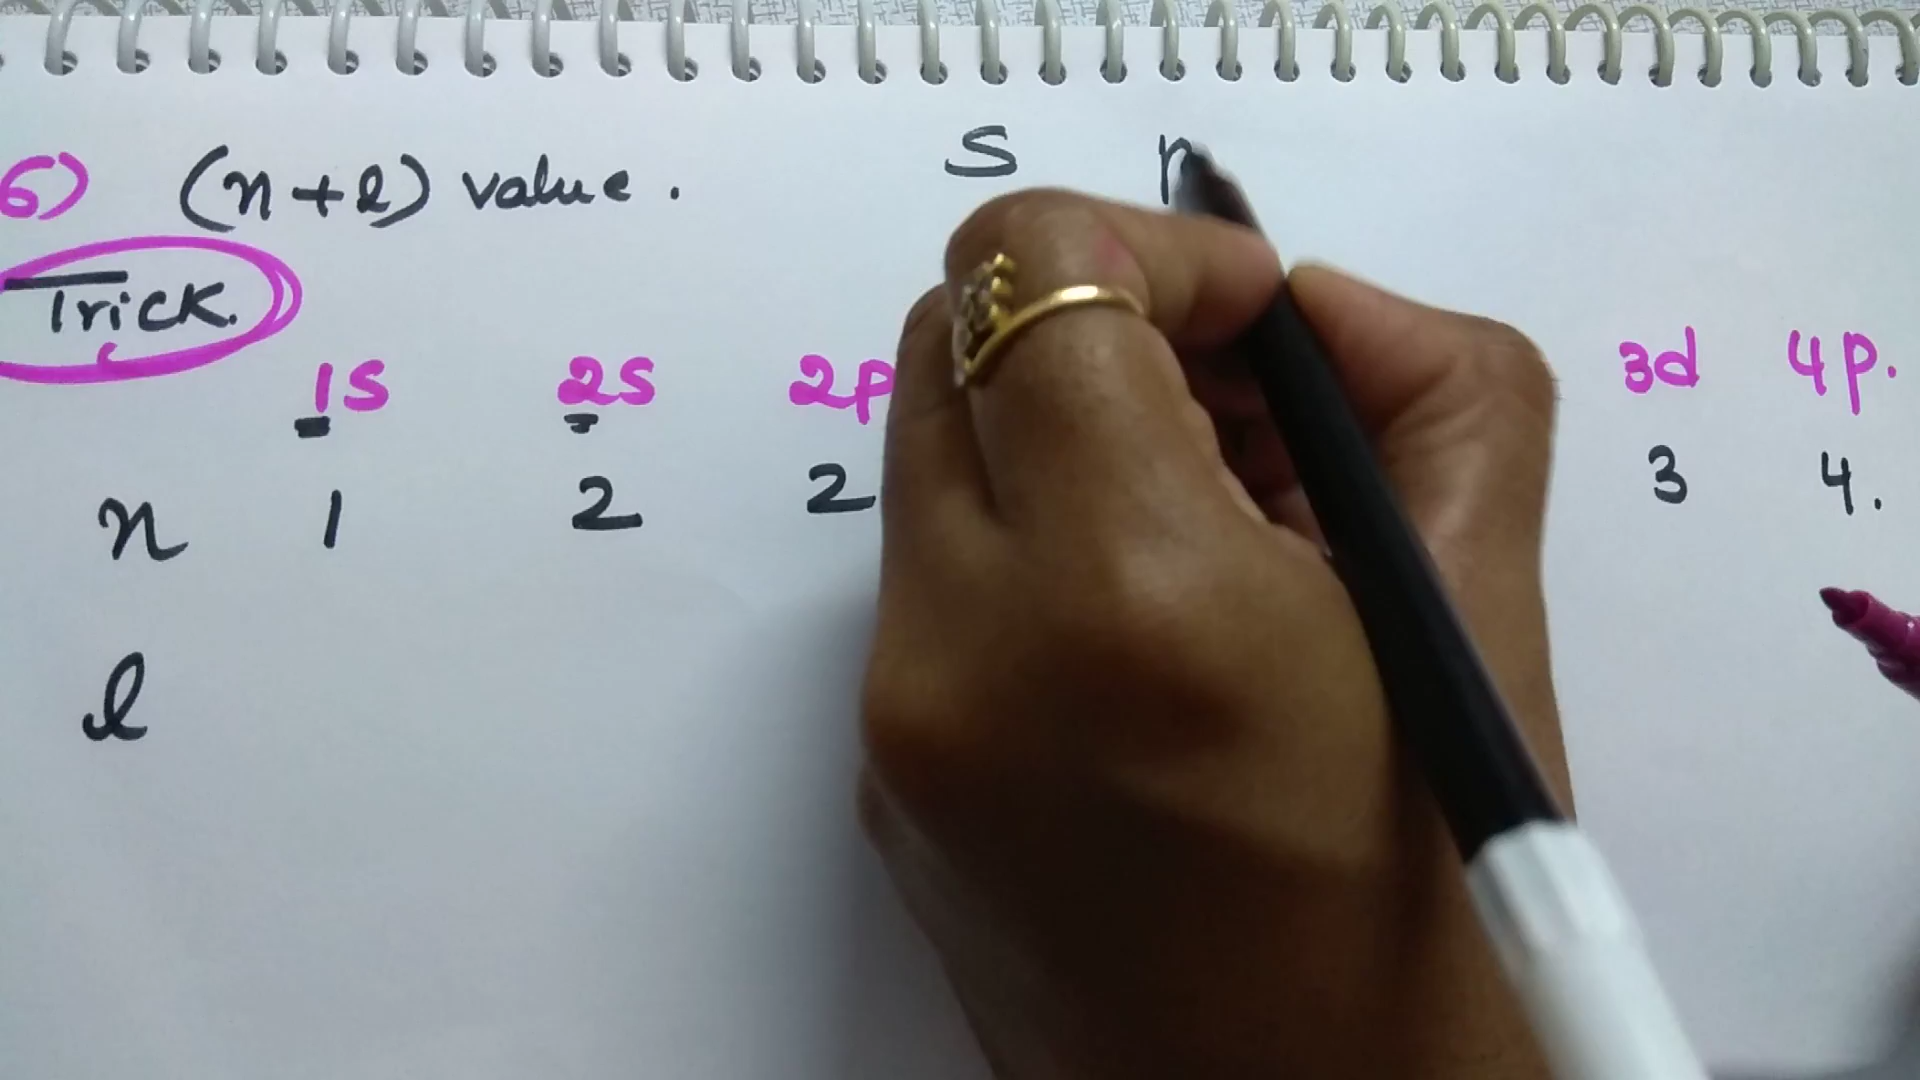 6) (n+l) value. S p
Trick.
1s 2s 2p 3d 4p.
n 1 2 2 3 4.
l